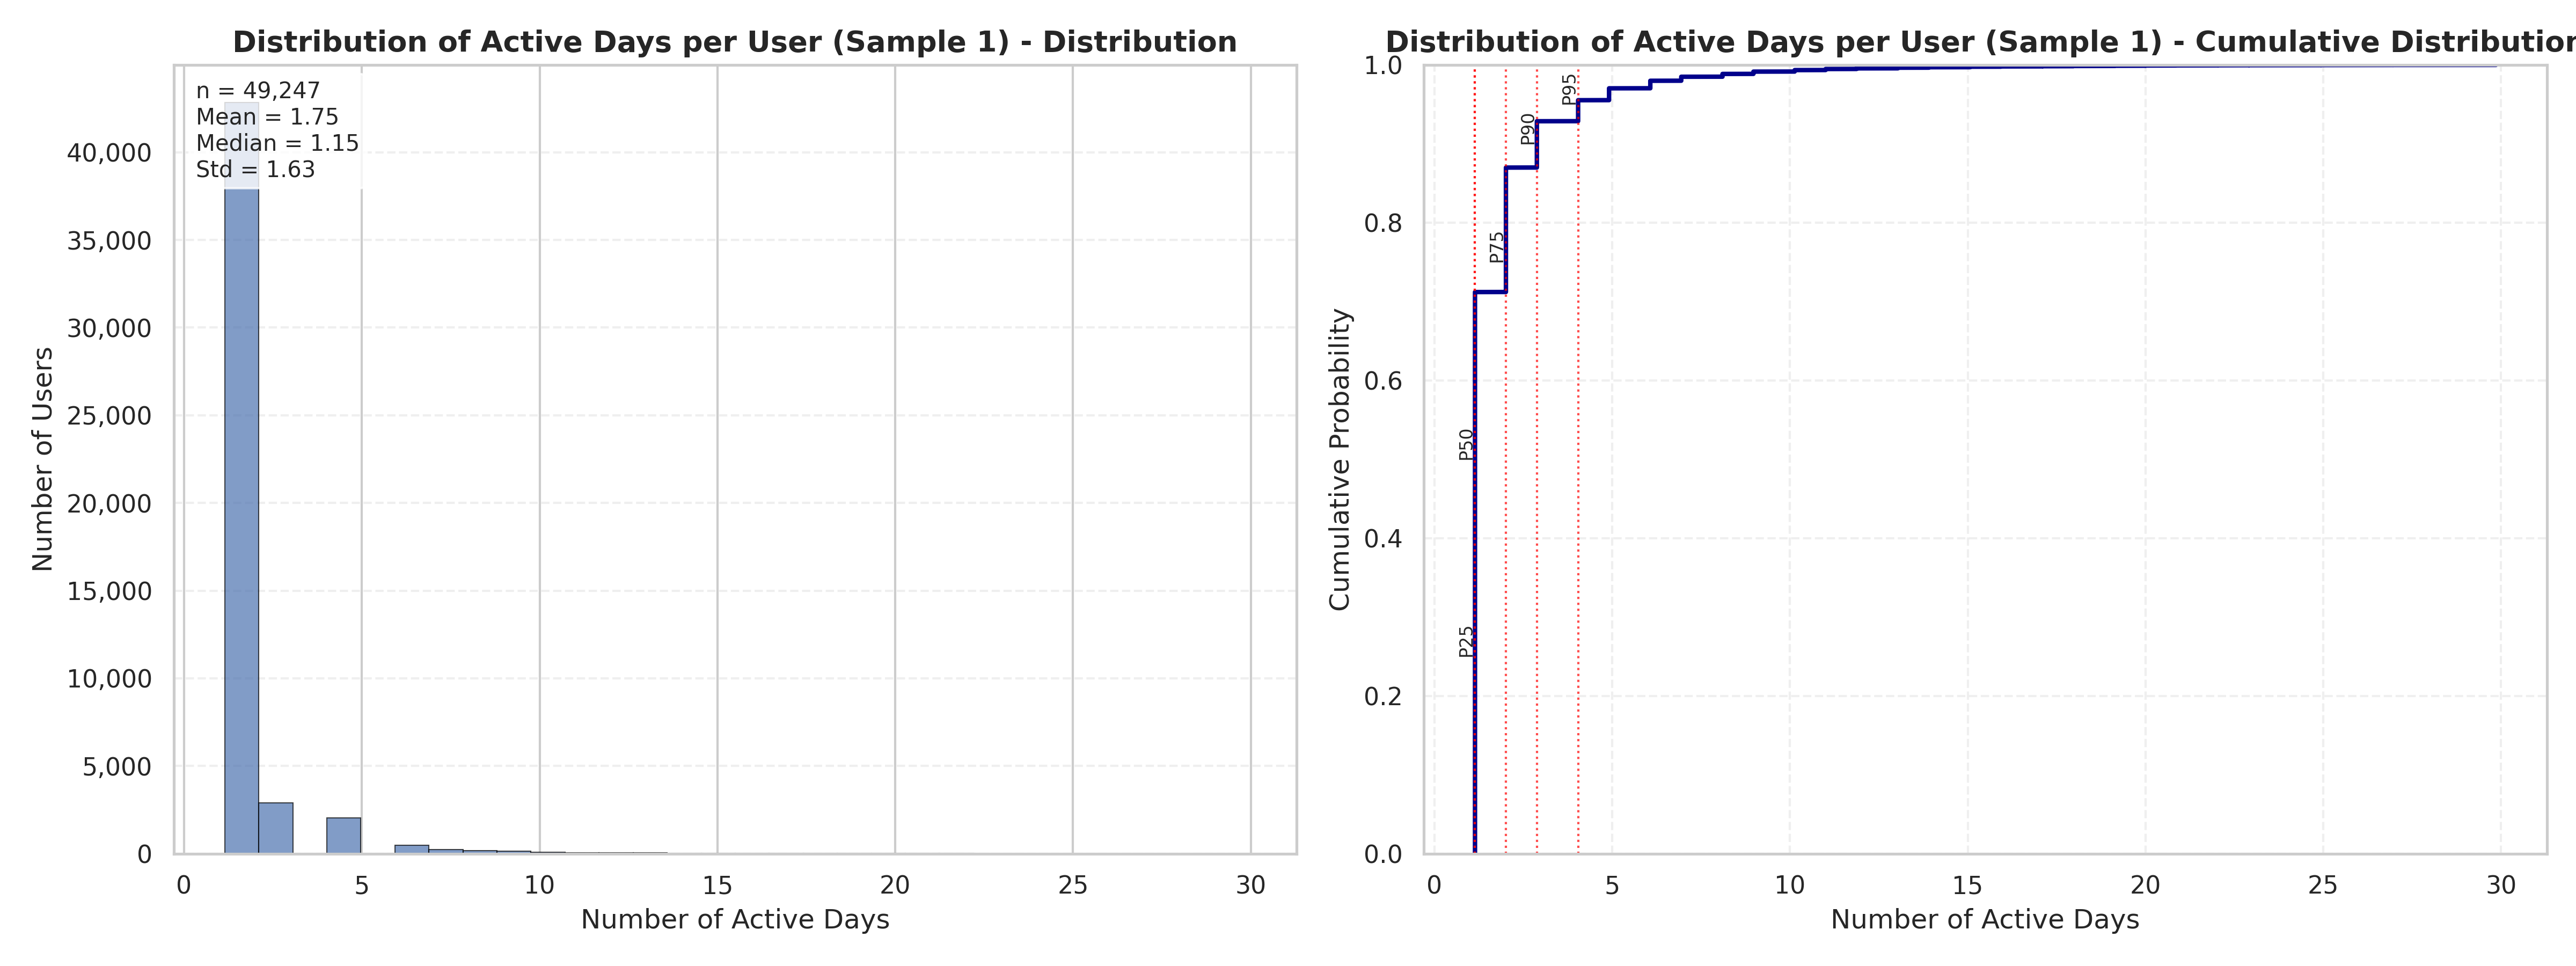 Distribution of Active Days per User (Sample 1) - Distribution
n = 49,247
Mean = 1.75
Median = 1.15
Std = 1.63
40,000
35,000
30,000
25,000
20,000
15,000
10,000
5,000
0
Number of Users
0 5 10 15 20 25 30
Number of Active Days
Distribution of Active Days per User (Sample 1) - Cumulative Distribution
1.0
0.8
0.6
0.4
0.2
0.0
Cumulative Probability
P25
P50
P75
P90
P95
0 5 10 15 20 25 30
Number of Active Days